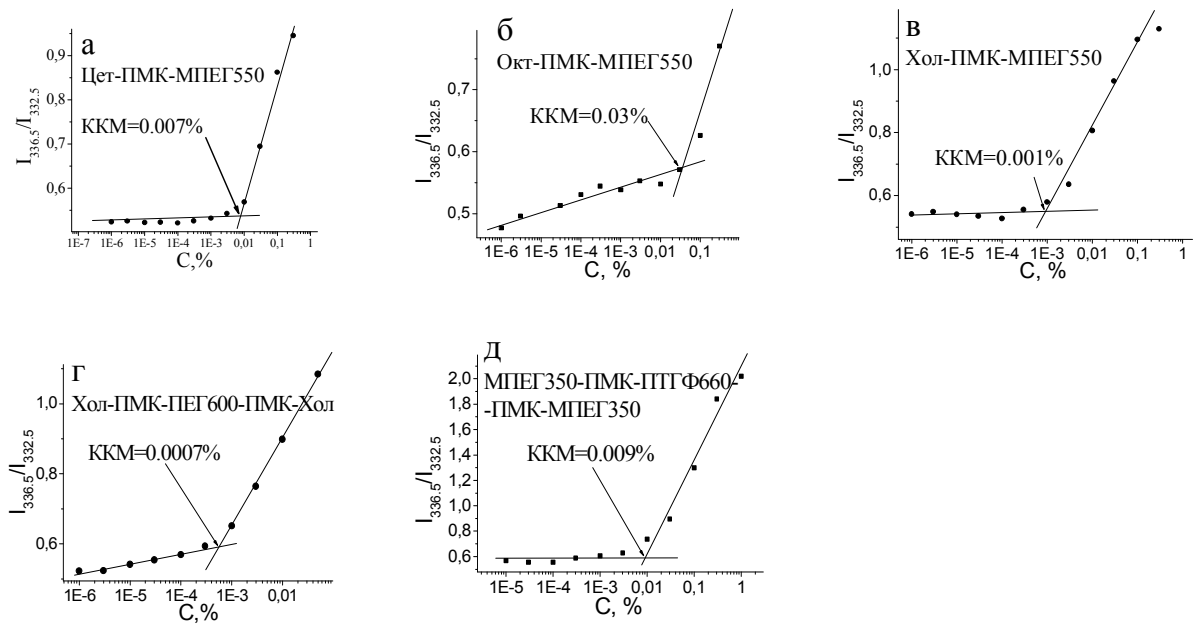 а
Цет-ПМК-МПЕГ550
ККМ=0.007%
I336.5/I332.5
0,9
0,8
0,7
0,6
1E-7 1E-6 1E-5 1E-4 1E-3 0,01 0,1 1
C,%
б
Окт-ПМК-МПЕГ550
ККМ=0.03%
I336.5/I332.5
0,7
0,6
0,5
1E-6 1E-5 1E-4 1E-3 0,01 0,1
C, %
в
Хол-ПМК-МПЕГ550
ККМ=0.001%
I336.5/I332.5
1,0
0,8
0,6
1E-6 1E-5 1E-4 1E-3 0,01 0,1 1
C, %
г
Хол-ПМК-ПЕГ600-ПМК-Хол
ККМ=0.0007%
I336.5/I332.5
1,0
0,8
0,6
1E-6 1E-5 1E-4 1E-3 0,01
C, %
д
МПЕГ350-ПМК-ПТГФ660-
-ПМК-МПЕГ350
ККМ=0.009%
I336.5/I332.5
2,0
1,8
1,6
1,4
1,2
1,0
0,8
0,6
1E-5 1E-4 1E-3 0,01 0,1 1
C, %